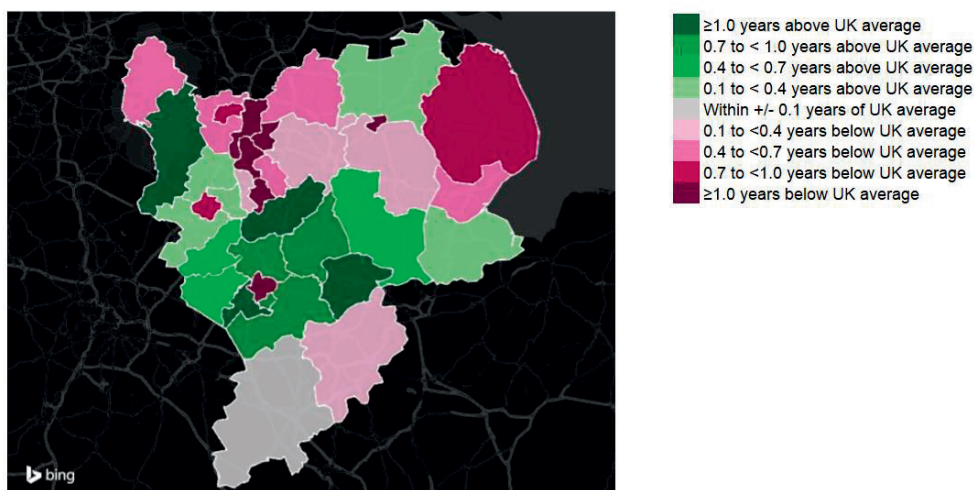 ≥1.0 years above UK average
0.7 to < 1.0 years above UK average
0.4 to < 0.7 years above UK average
0.1 to < 0.4 years above UK average
Within +/- 0.1 years of UK average
0.1 to <0.4 years below UK average
0.4 to <0.7 years below UK average
0.7 to <1.0 years below UK average
≥1.0 years below UK average
bing